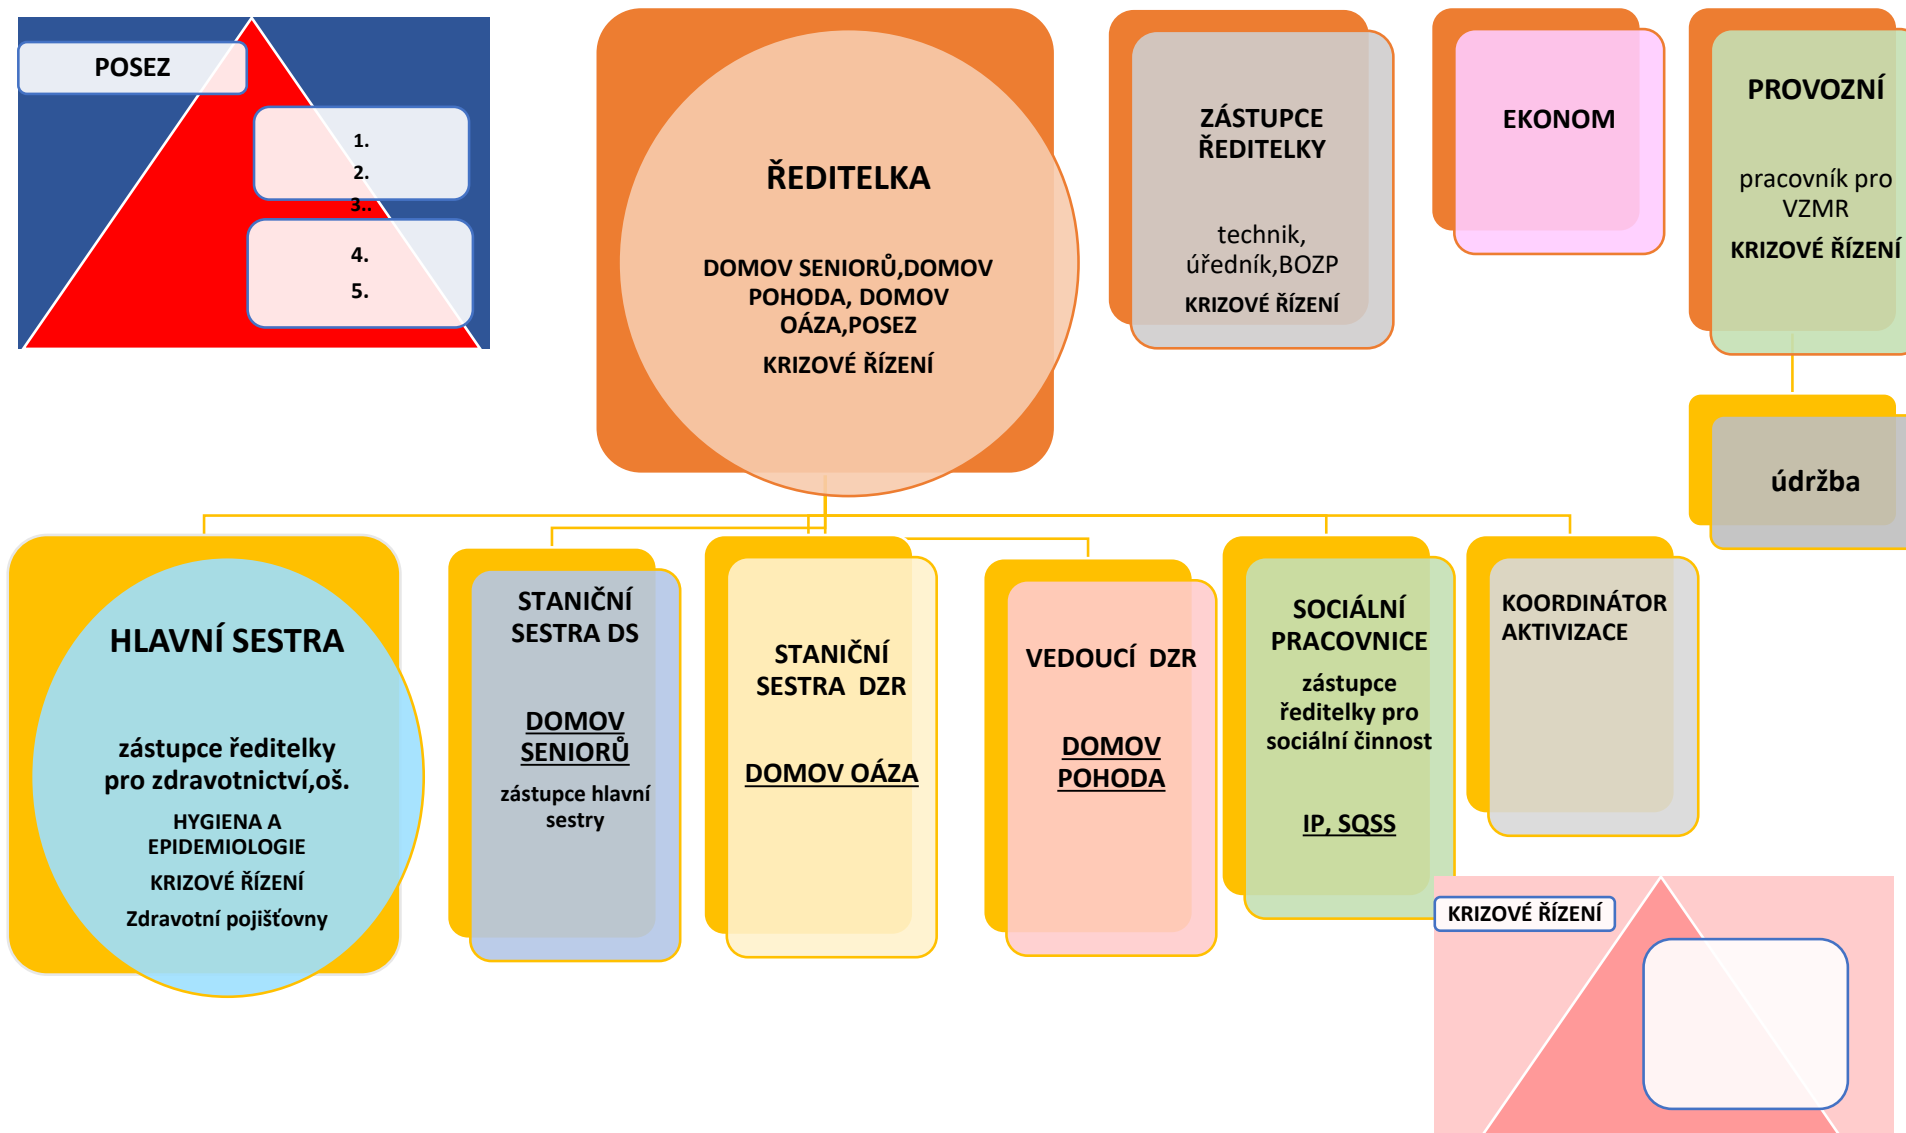 POSEZ
1.
2.
3..
4.
5.
ŘEDITELKA
DOMOV SENIORŮ,DOMOV
POHODA, DOMOV
OÁZA,POSEZ
KRIZOVÉ ŘÍZENÍ
ZÁSTUPCE
ŘEDITELKY
technik,
úředník,BOZP
KRIZOVÉ ŘÍZENÍ
EKONOM
PROVOZNÍ
pracovník pro
VZMR
KRIZOVÉ ŘÍZENÍ
údržba
HLAVNÍ SESTRA
zástupce ředitelky
pro zdravotnictví,oš.
HYGIENA A
EPIDEMIOLOGIE
KRIZOVÉ ŘÍZENÍ
Zdravotní pojišťovny
STANIČNÍ
SESTRA DS
DOMOV
SENIORŮ
zástupce hlavní
sestry
STANIČNÍ
SESTRA  DZR
DOMOV OÁZA
VEDOUCÍ  DZR
DOMOV
POHODA
SOCIÁLNÍ
PRACOVNICE
zástupce
ředitelky pro
sociální činnost
IP, SQSS
KOORDINÁTOR
AKTIVIZACE
KRIZOVÉ ŘÍZENÍ